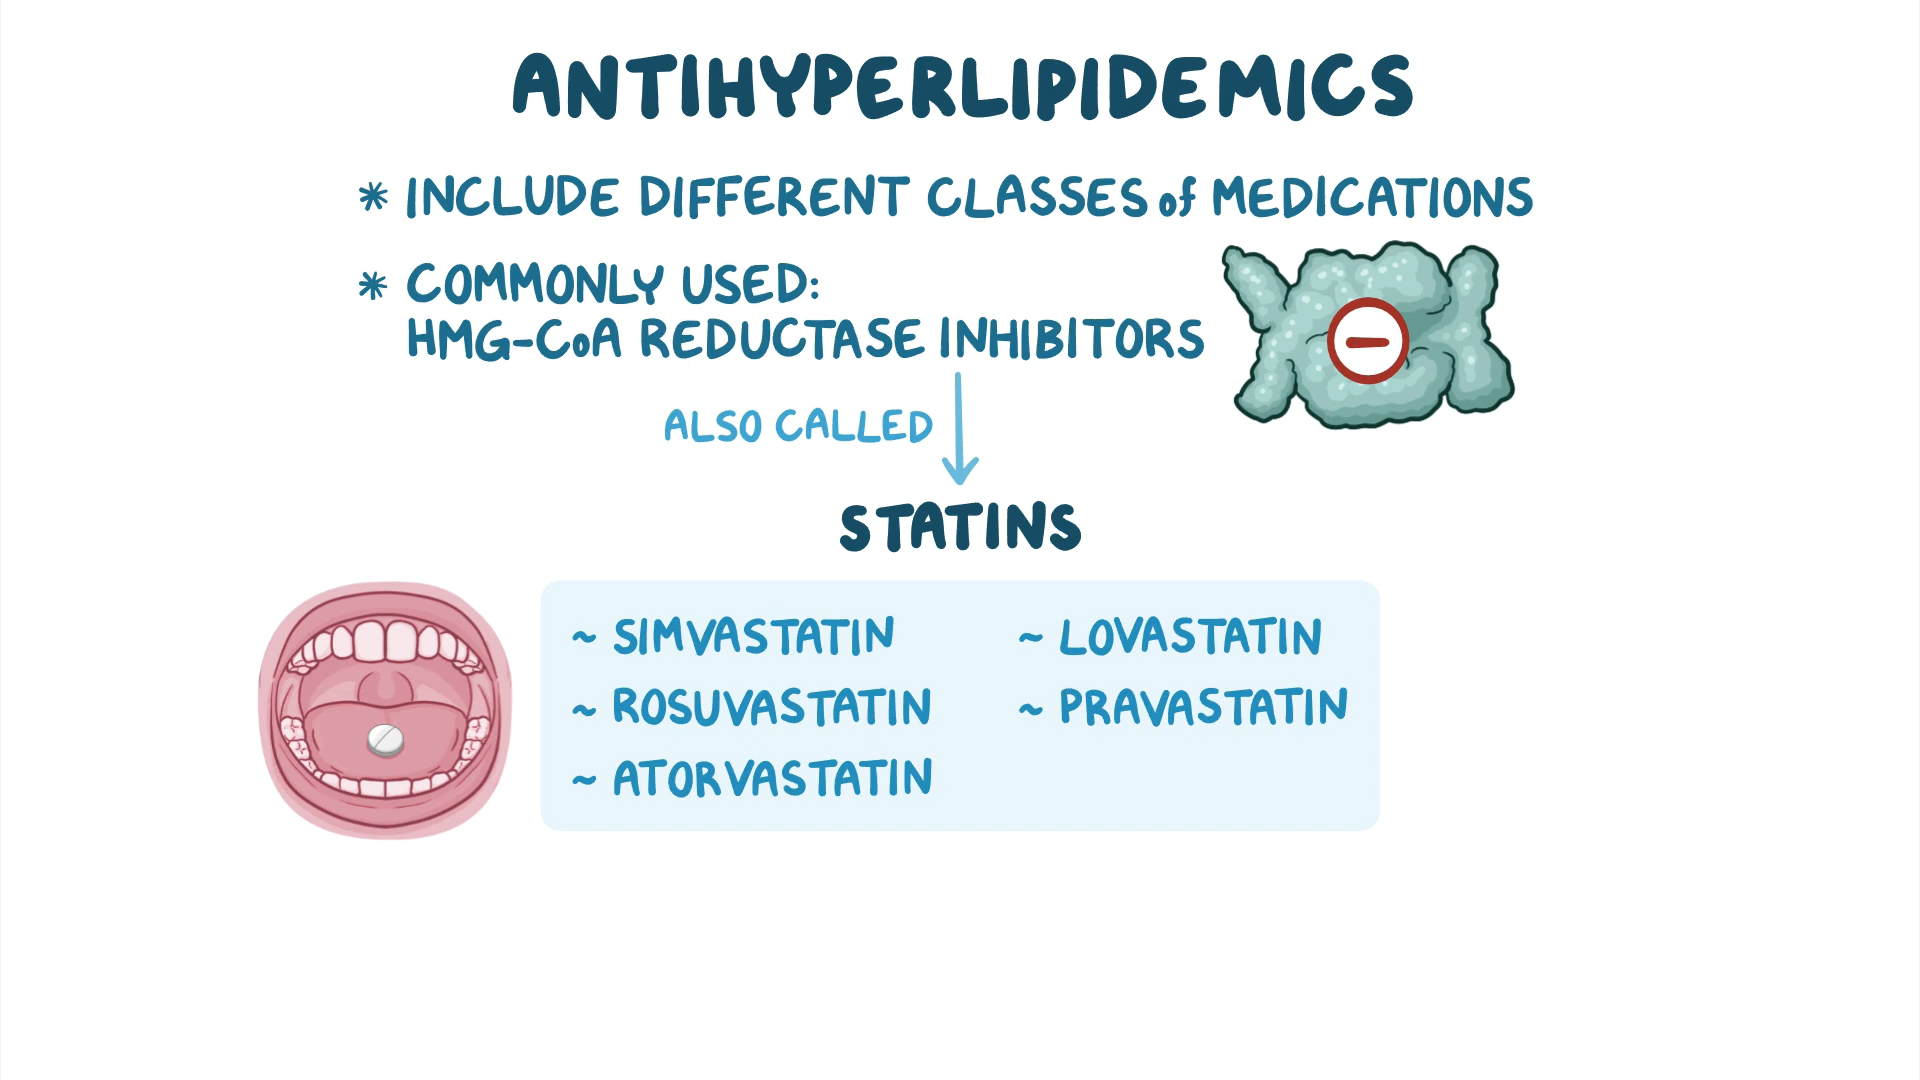 ANTIHYPERLIPIDEMICS
* INCLUDE DIFFERENT CLASSES of MEDICATIONS
* COMMONLY USED:
HMG-CoA REDUCTASE INHIBITORS
ALSO CALLED
STATINS
~ SIMVASTATIN
~ ROSUVASTATIN
~ ATORVASTATIN
~ LOVASTATIN
~ PRAVASTATIN